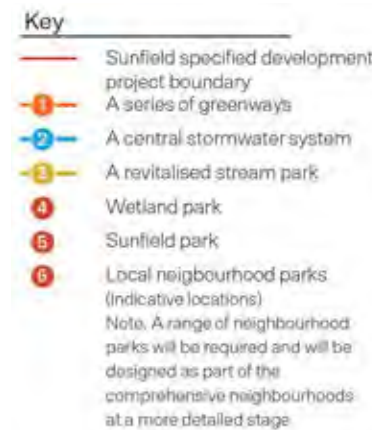 Key
Sunfield specified development
project boundary
1 A series of greenways
2 A central stormwater system
3 A revitalised stream park
4 Wetland park
5 Sunfield park
6 Local neigbourhood parks
(indicative locations)
Note. A range of neighbourhood
parks will be required and will be
designed as part of the
comprehensive neighbourhoods
at a more detailed stage